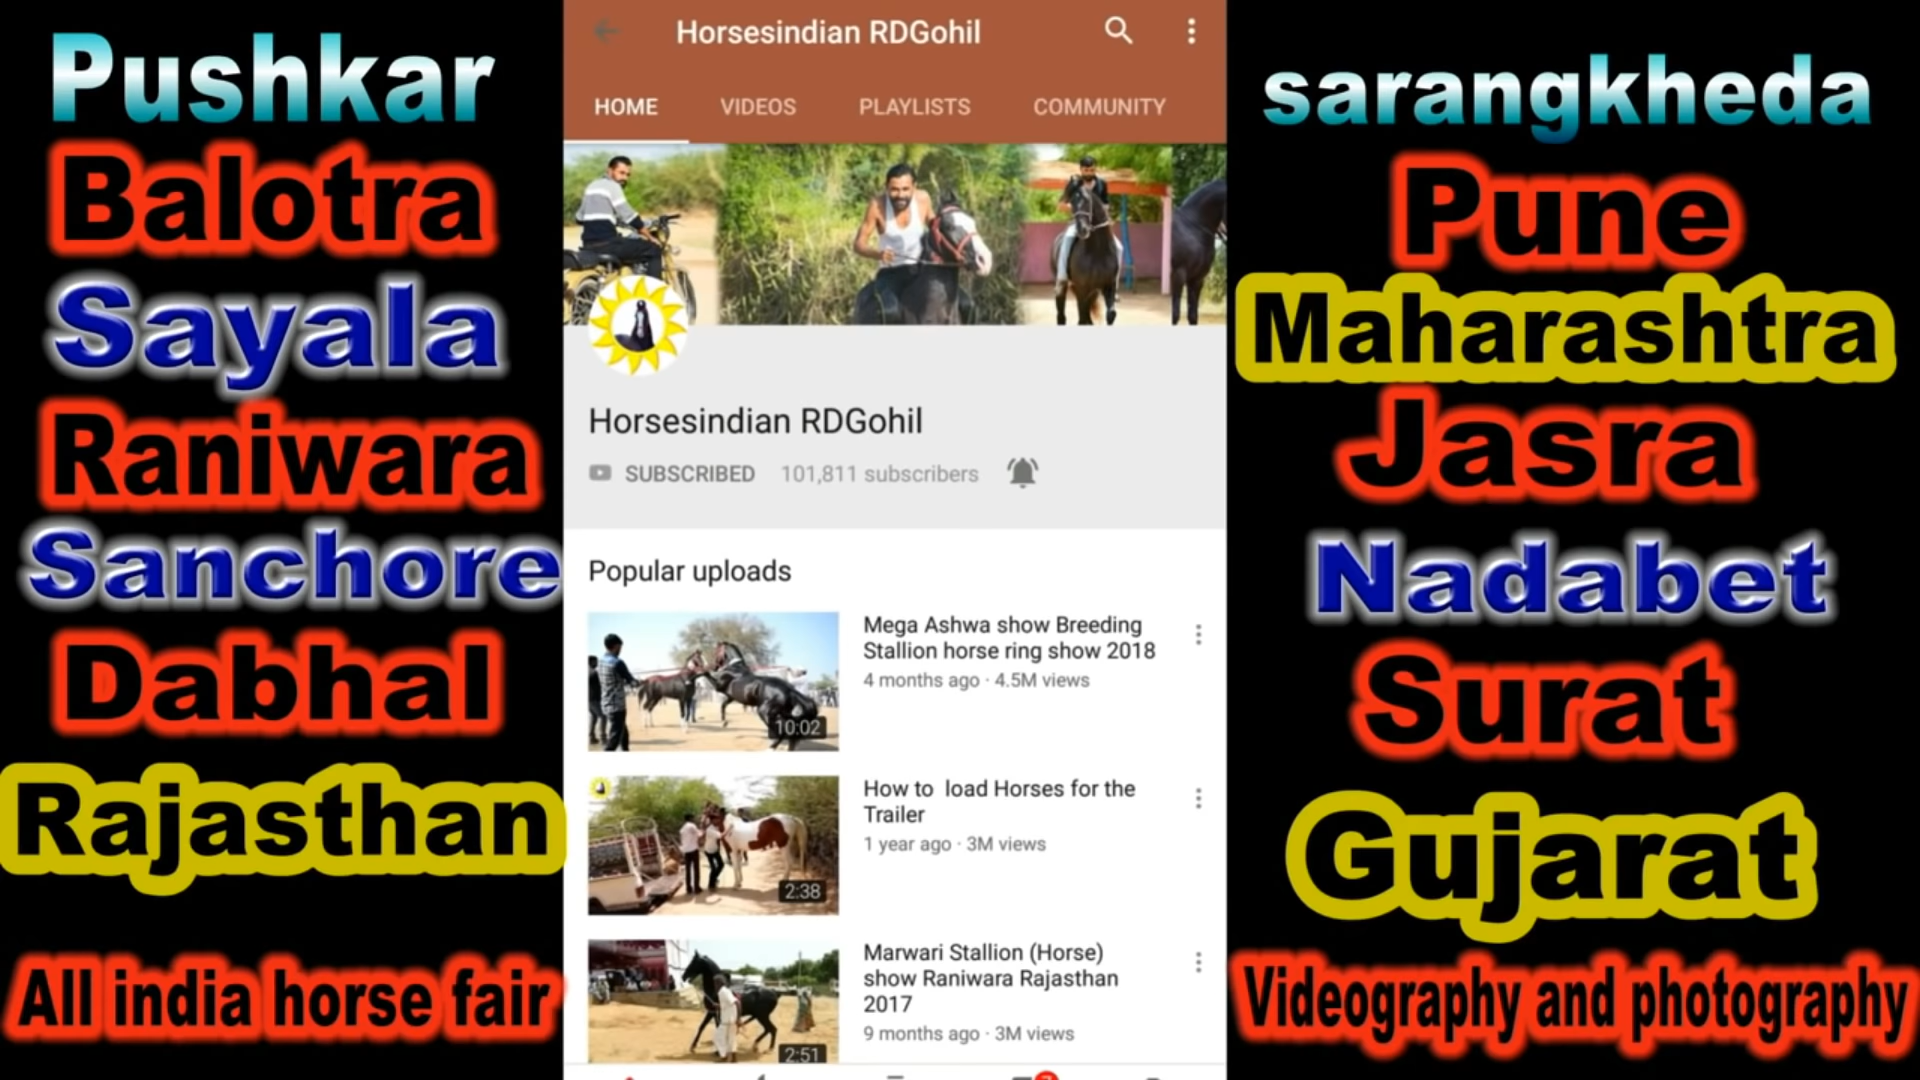 Pushkar
Balotra
Sayala
Raniwara
Sanchore
Dabhal
Rajasthan
All india horse fair
Horsesindian RDGohil
HOME VIDEOS PLAYLISTS COMMUNITY
Horsesindian RDGohil
SUBSCRIBED 101,811 subscribers
Popular uploads
Mega Ashwa show Breeding
Stallion horse ring show 2018
4 months ago · 4.5M views
10:02
How to load Horses for the
Trailer
1 year ago · 3M views
2:38
Marwari Stallion (Horse)
show Raniwara Rajasthan
2017
9 months ago · 3M views
2:51
sarangkheda
Pune
Maharashtra
Jasra
Nadabet
Surat
Gujarat
Videography and photography